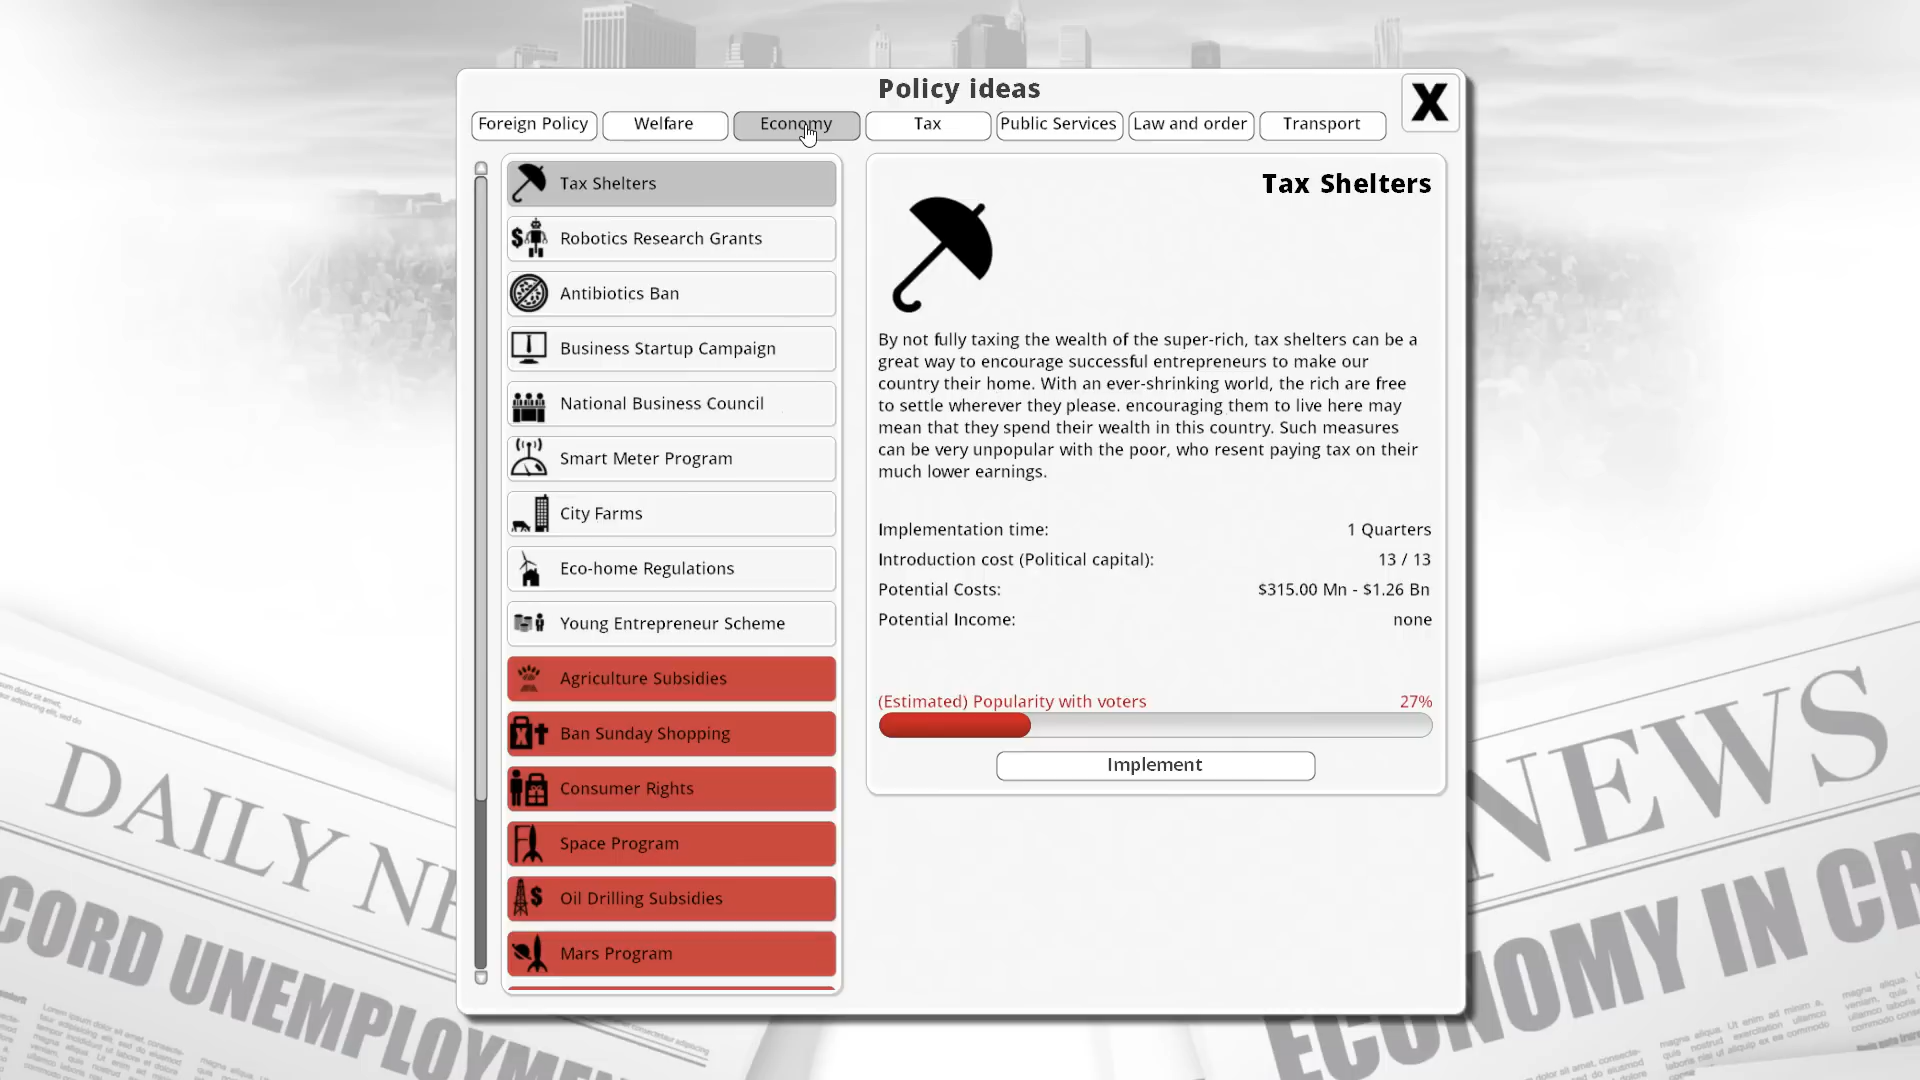 Policy ideas
X
Foreign Policy
Welfare
Economy
Tax
Public Services
Law and order
Transport
Tax Shelters
Robotics Research Grants
Antibiotics Ban
Business Startup Campaign
National Business Council
Smart Meter Program
City Farms
Eco-home Regulations
Young Entrepreneur Scheme
Agriculture Subsidies
Ban Sunday Shopping
Consumer Rights
Space Program
Oil Drilling Subsidies
Mars Program
Tax Shelters
By not fully taxing the wealth of the super-rich, tax shelters can be a
great way to encourage successful entrepreneurs to make our
country their home. With an ever-shrinking world, the rich are free
to settle wherever they please. encouraging them to live here may
mean that they spend their wealth in this country. Such measures
can be very unpopular with the poor, who resent paying tax on their
much lower earnings.
Implementation time: 1 Quarters
Introduction cost (Political capital): 13 / 13
Potential Costs: $315.00 Mn - $1.26 Bn
Potential Income: none
(Estimated) Popularity with voters 27%
Implement
DAILY NE
CORD UNEMPLOYME
NEWS
ECONOMY IN CR